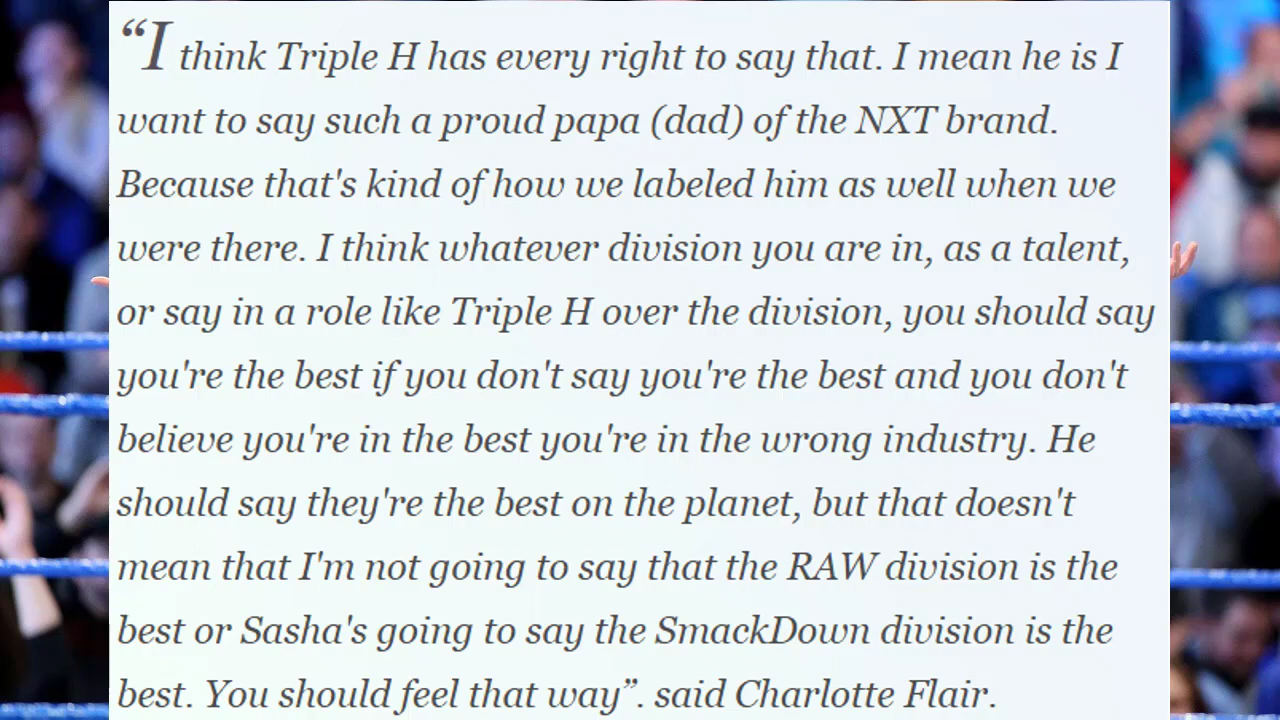 “I think Triple H has every right to say that. I mean he is I
want to say such a proud papa (dad) of the NXT brand.
Because that's kind of how we labeled him as well when we
were there. I think whatever division you are in, as a talent,
or say in a role like Triple H over the division, you should say
you're the best if you don't say you're the best and you don't
believe you're in the best you're in the wrong industry. He
should say they're the best on the planet, but that doesn't
mean that I'm not going to say that the RAW division is the
best or Sasha's going to say the SmackDown division is the
best. You should feel that way”. said Charlotte Flair.